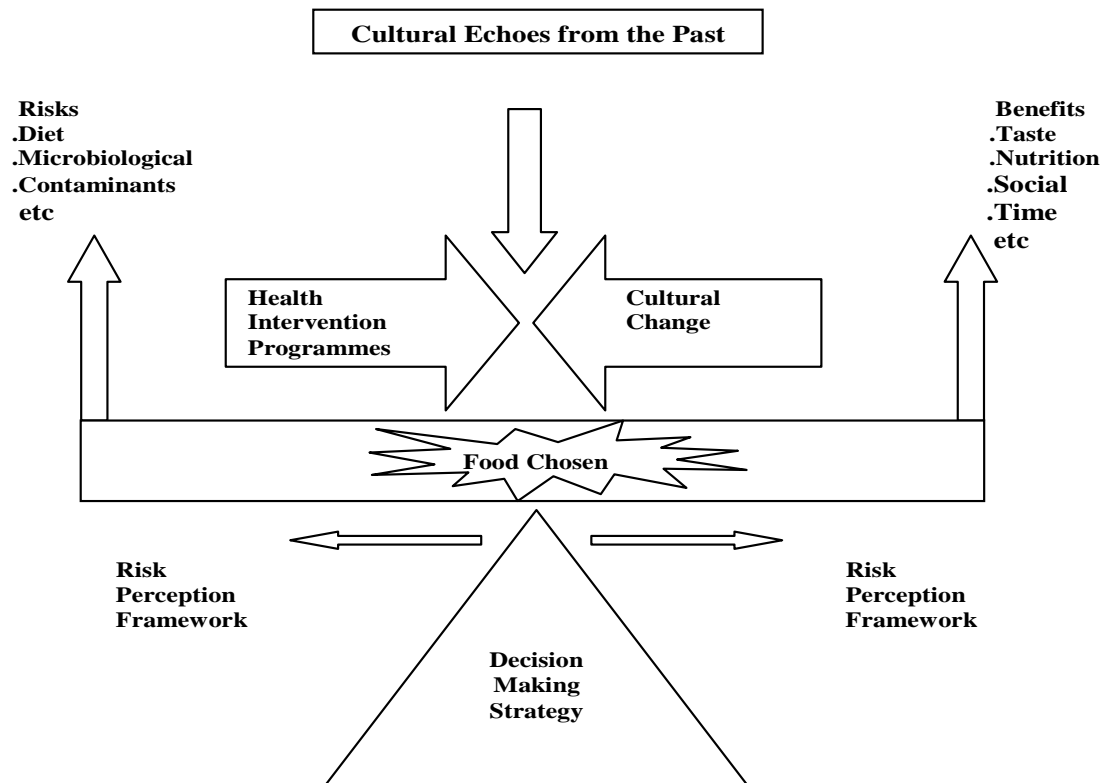 Cultural Echoes from the Past
Risks
.Diet
.Microbiological
.Contaminants
etc
Benefits
.Taste
.Nutrition
.Social
.Time
etc
Health
Intervention
Programmes
Cultural
Change
Food Chosen
Risk
Perception
Framework
Risk
Perception
Framework
Decision
Making
Strategy